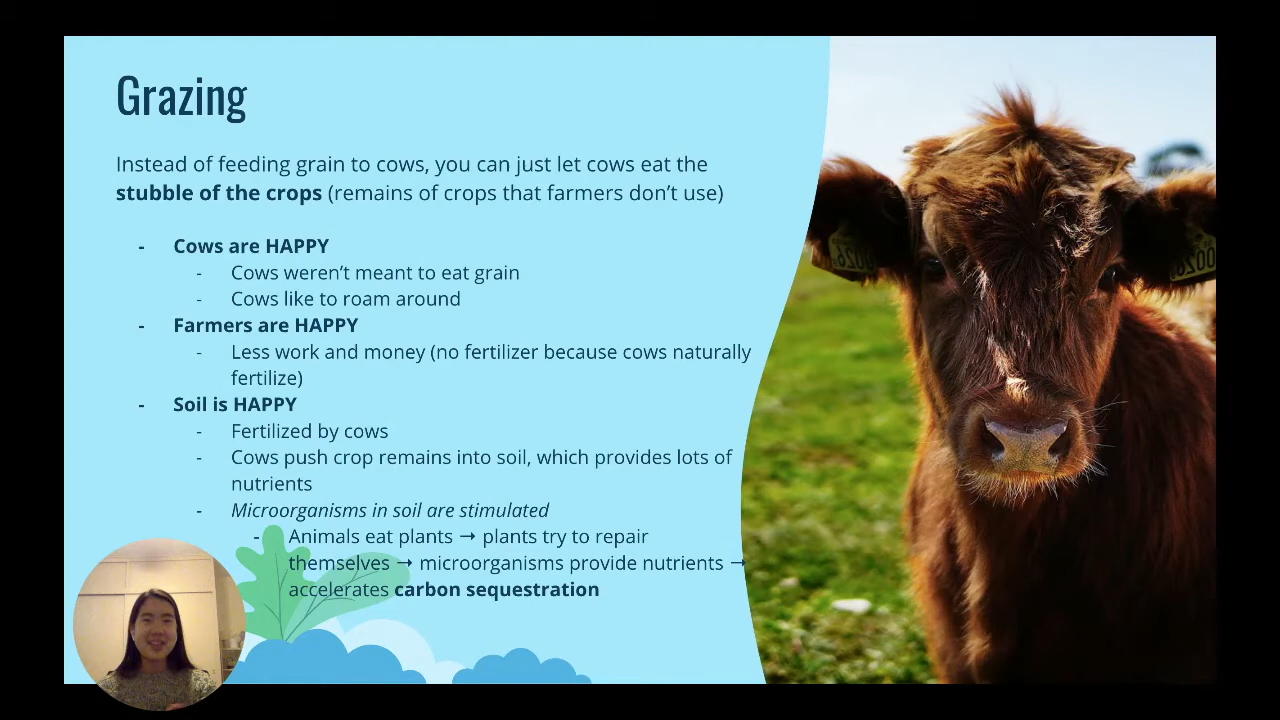 Grazing
Instead of feeding grain to cows, you can just let cows eat the
stubble of the crops (remains of crops that farmers don't use)
- Cows are HAPPY
- Cows weren't meant to eat grain
- Cows like to roam around
- Farmers are HAPPY
- Less work and money (no fertilizer because cows naturally
fertilize)
- Soil is HAPPY
- Fertilized by cows
- Cows push crop remains into soil, which provides lots of
nutrients
- Microorganisms in soil are stimulated
- Animals eat plants → plants try to repair
themselves → microorganisms provide nutrients →
accelerates carbon sequestration